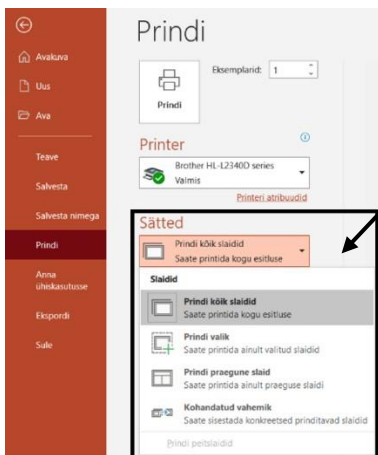 Prindi
Avakuva
Uus
Ava
Teave
Salvesta
Salvesta nimega
Prindi
Anna
ühiskasutusse
Ekspordi
Sule
Prindi
Eksemplarid: 1
Printer
Brother HL-L2340D series
Valmis
Printeri atribuudid
Sätted
Prindi kõik slaidid
Saate printida kogu esitluse
Slaidid
Prindi kõik slaidid
Saate printida kogu esitluse
Prindi valik
Saate printida ainult valitud slaidid
Prindi praegune slaid
Saate printida ainult praeguse slaidi
Kohandatud vahemik
Saate sisestada konkreetsed prinditavad slaidid
Prindi peitslaidid